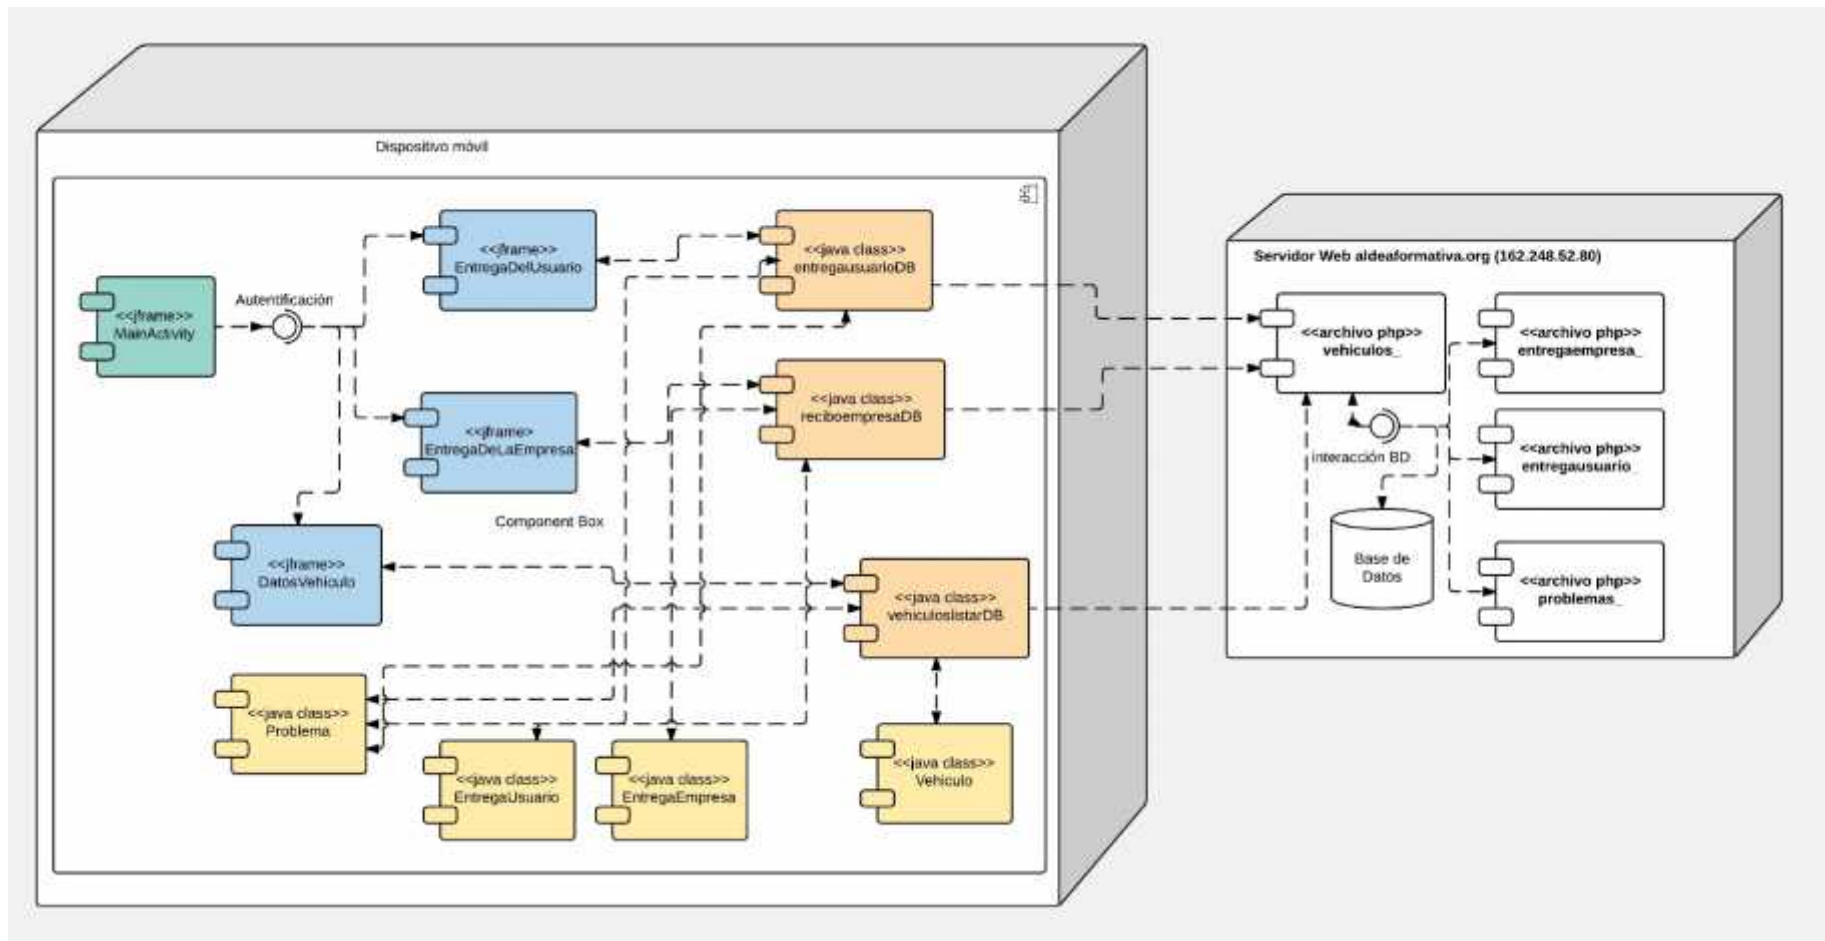 Dispositivo móvil
<<jframe>>
MainActivity
Autentificación
<<jframe>>
EntregaDelUsuario
<<java class>>
entregausuarioDB
<<jframe>
EntregaDeLaEmpresa
<<java class>>
reciboempresaDB
Component Box
<<jframe>>
DatosVehiculo
<<java class>>
vehiculoslistarDB
<<java class>>
Problema
<<java class>>
EntregaUsuario
<<java class>>
EntregaEmpresa
<<java class>>
Vehiculo
Servidor Web aldeaformativa.org (162.248.52.80)
<<archivo php>>
vehiculos_
<<archivo php>>
entregaempresa_
interacción BD
<<archivo php>>
entregausuario_
Base de
Datos
<<archivo php>>
problemas_